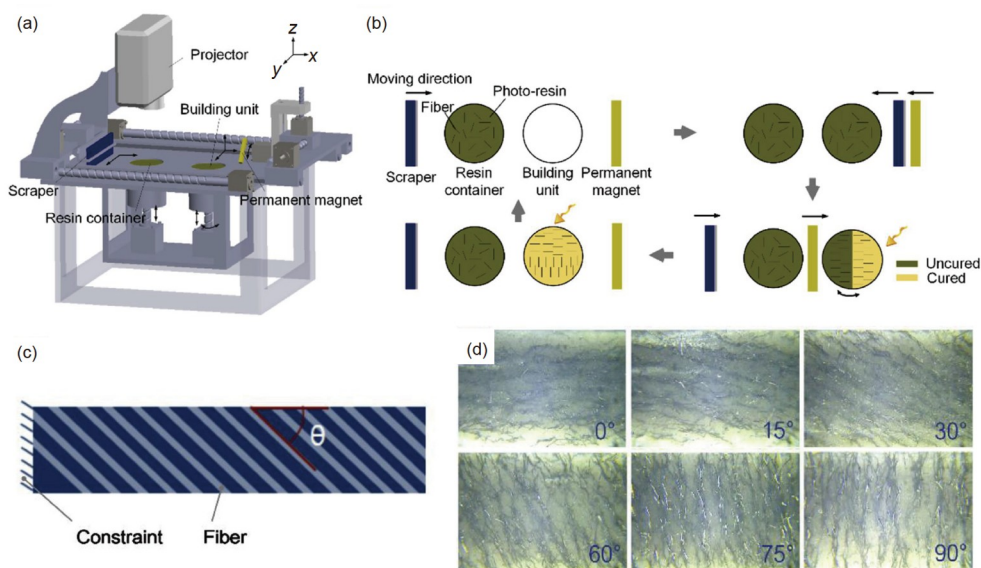 (a)
Projector
z
x
y
Building unit
Scraper
Resin container
Permanent magnet
(b)
Moving direction
Photo-resin
Fiber
Scraper
Resin
container
Building
unit
Permanent
magnet
Uncured
Cured
(c)
θ
Constraint
Fiber
(d)
0°
15°
30°
60°
75°
90°